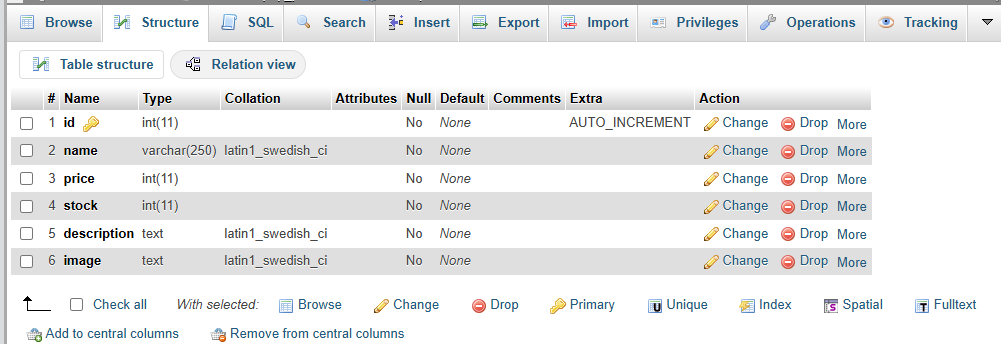 Browse Structure SQL Search Insert Export Import Privileges Operations Tracking
Table structure Relation view
# Name Type Collation Attributes Null Default Comments Extra Action
1 id int(11) No None AUTO_INCREMENT Change Drop More
2 name varchar(250) latin1_swedish_ci No None Change Drop More
3 price int(11) No None Change Drop More
4 stock int(11) No None Change Drop More
5 description text latin1_swedish_ci No None Change Drop More
6 image text latin1_swedish_ci No None Change Drop More
Check all With selected: Browse Change Drop Primary Unique Index Spatial Fulltext
Add to central columns Remove from central columns